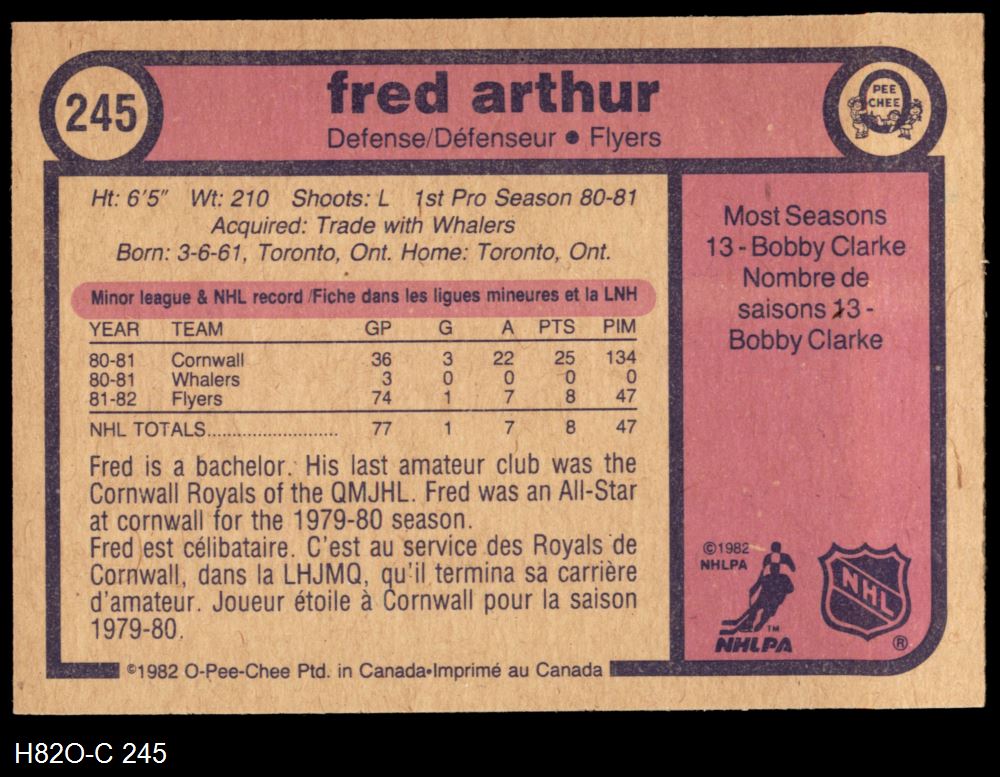 245
fred arthur
Defense/Défenseur ● Flyers
PEE
CHEE
Ht: 6'5" Wt: 210 Shoots: L 1st Pro Season 80-81
Acquired: Trade with Whalers
Born: 3-6-61, Toronto, Ont. Home: Toronto, Ont.
Minor league & NHL record /Fiche dans les ligues mineures et la LNH
YEAR TEAM GP G A PTS PIM
80-81 Cornwall 36 3 22 25 134
80-81 Whalers 3 0 0 0 0
81-82 Flyers 74 1 7 8 47
NHL TOTALS.......................... 77 1 7 8 47
Fred is a bachelor. His last amateur club was the
Cornwall Royals of the QMJHL. Fred was an All-Star
at cornwall for the 1979-80 season.
Fred est célibataire. C'est au service des Royals de
Cornwall, dans la LHJMQ, qu'il termina sa carrière
d'amateur. Joueur étoile à Cornwall pour la saison
1979-80.
Most Seasons
13 - Bobby Clarke
Nombre de
saisons 13 -
Bobby Clarke
©1982
NHLPA
TM
NHLPA
NHL
®
©1982 O-Pee-Chee Ptd. in Canada•Imprimé au Canada
H82O-C 245